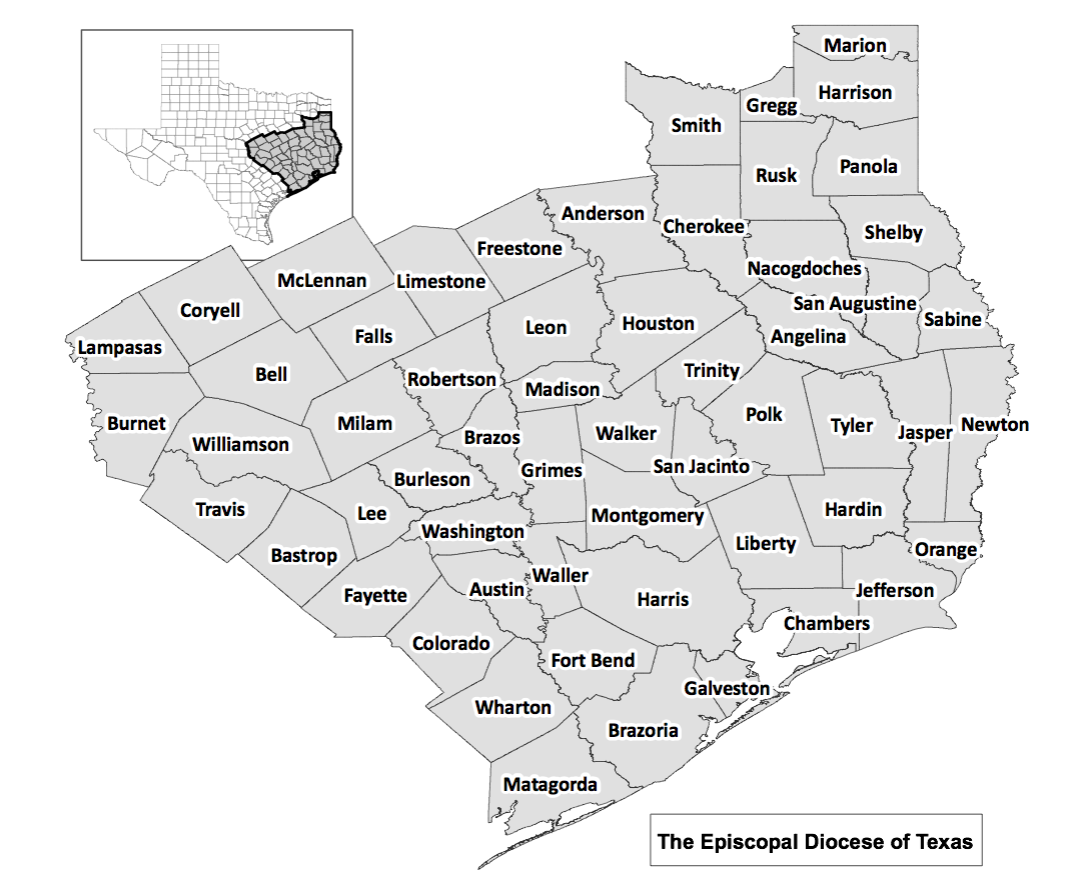 Marion
Harrison
Gregg
Smith
Rusk
Panola
Anderson
Cherokee
Shelby
Freestone
Nacogdoches
McLennan
Limestone
San Augustine
Coryell
Sabine
Leon
Houston
Falls
Angelina
Lampasas
Bell
Robertson
Trinity
Madison
Burnet
Milam
Polk
Tyler
Newton
Jasper
Walker
Brazos
Williamson
San Jacinto
Grimes
Burleson
Travis
Lee
Montgomery
Hardin
Washington
Liberty
Orange
Bastrop
Waller
Austin
Jefferson
Fayette
Harris
Chambers
Colorado
Fort Bend
Galveston
Wharton
Brazoria
Matagorda
The Episcopal Diocese of Texas